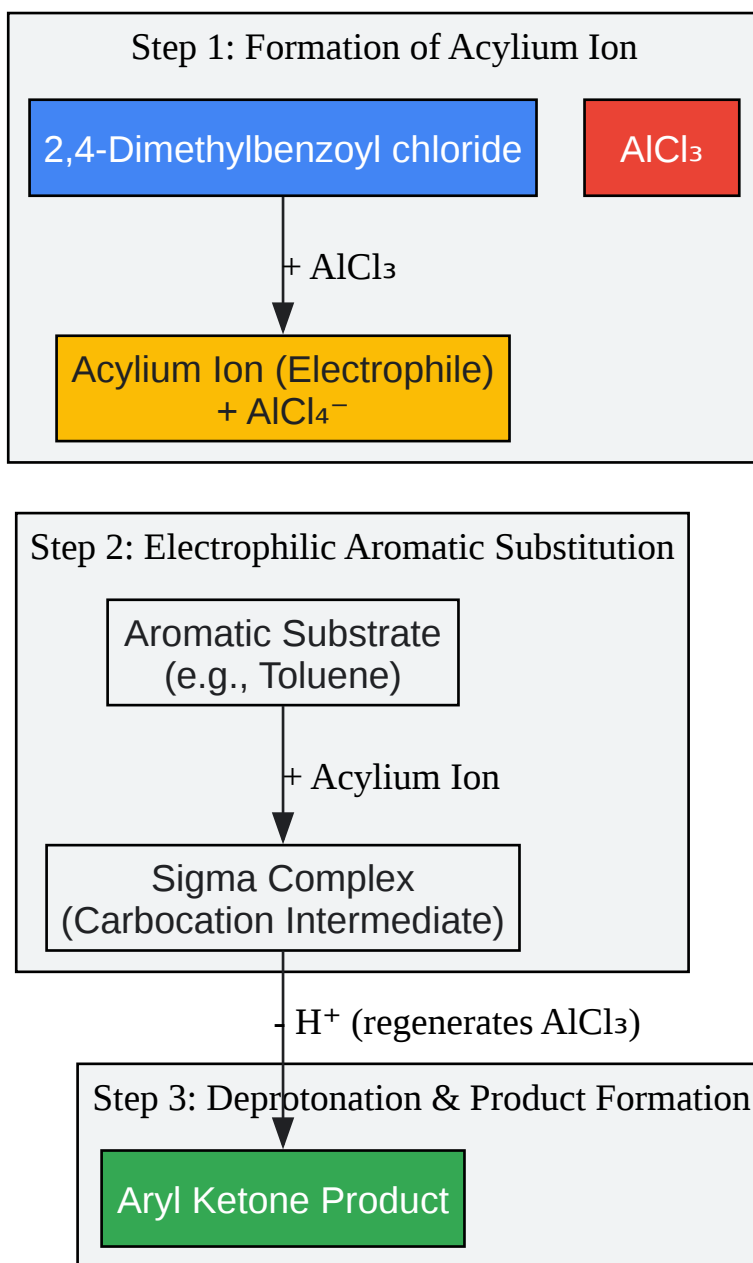 Step 1: Formation of Acylium Ion
2,4-Dimethylbenzoyl chloride
AlCl₃
+ AlCl₃
Acylium Ion (Electrophile)
+ AlCl₄⁻
Step 2: Electrophilic Aromatic Substitution
Aromatic Substrate
(e.g., Toluene)
+ Acylium Ion
Sigma Complex
(Carbocation Intermediate)
- H⁺ (regenerates AlCl₃)
Step 3: Deprotonation & Product Formation
Aryl Ketone Product